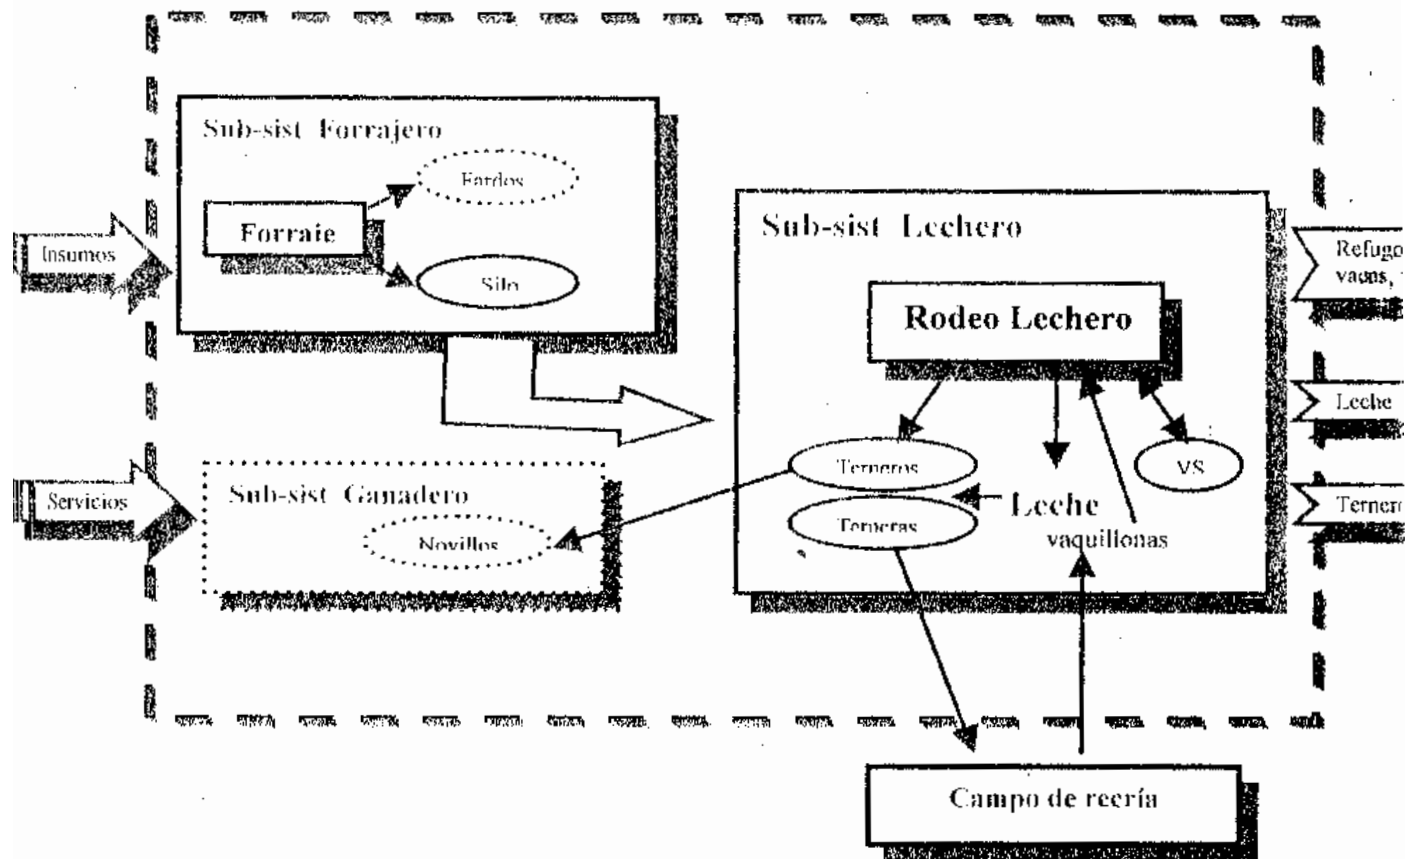 Sub-sist Forrajero
Fardos
Forraje
Silo
Insumos
Servicios
Sub-sist Ganadero
Novillos
Sub-sist Lechero
Rodeo Lechero
Terneros
Terneras
VS
Leche
vaquillonas
Refugo
vacas,
Leche
Campo de recría